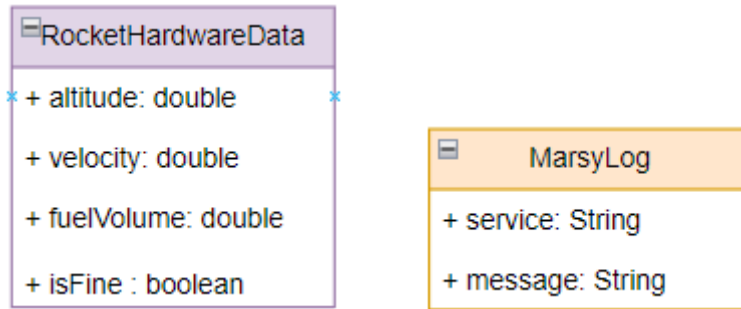 RocketHardwareData
+ altitude: double
+ velocity: double
+ fuelVolume: double
+ isFine : boolean
MarsyLog
+ service: String
+ message: String